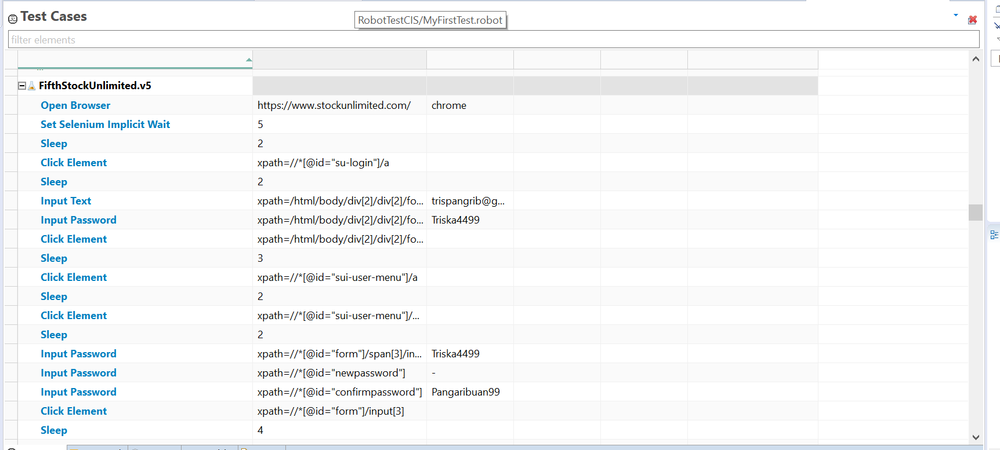 Test Cases
RobotTestCIS/MyFirstTest.robot
filter elements
...
FifthStockUnlimited.v5
Open Browser https://www.stockunlimited.com/ chrome
Set Selenium Implicit Wait 5
Sleep 2
Click Element xpath=//*[@id="su-login"]/a
Sleep 2
Input Text xpath=/html/body/div[2]/div[2]/fo... trispangrib@g...
Input Password xpath=/html/body/div[2]/div[2]/fo... Triska4499
Click Element xpath=/html/body/div[2]/div[2]/fo...
Sleep 3
Click Element xpath=//*[@id="sui-user-menu"]/a
Sleep 2
Click Element xpath=//*[@id="sui-user-menu"]/...
Sleep 2
Input Password xpath=//*[@id="form"]/span[3]/in... Triska4499
Input Password xpath=//*[@id="newpassword"] -
Input Password xpath=//*[@id="confirmpassword"] Pangaribuan99
Click Element xpath=//*[@id="form"]/input[3]
Sleep 4